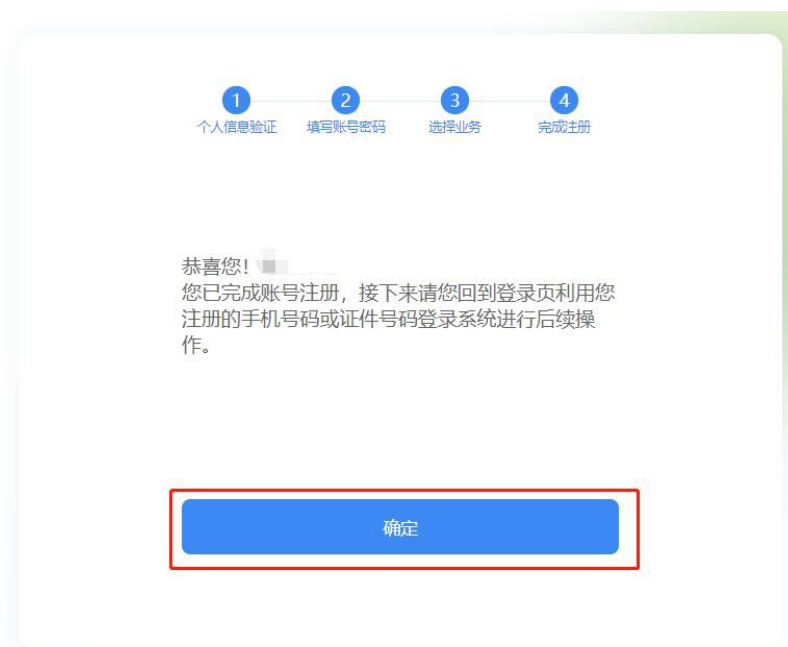 1 2 3 4
个人信息验证 填写账号密码 选择业务 完成注册
恭喜您！
您已完成账号注册，接下来请您回到登录页利用您
注册的手机号码或证件号码登录系统进行后续操
作。
确定